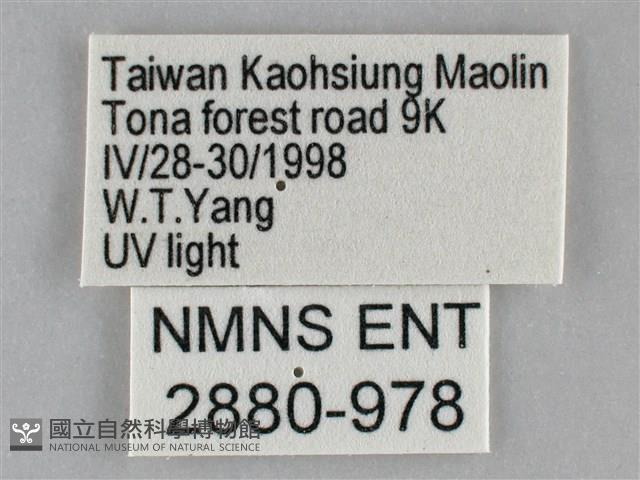 Taiwan Kaohsiung Maolin
Tona forest road 9K
IV/28-30/1998
W.T.Yang
UV light
NMNS ENT
2880-978
國立自然科學博物館
NATIONAL MUSEUM OF NATURAL SCIENCE